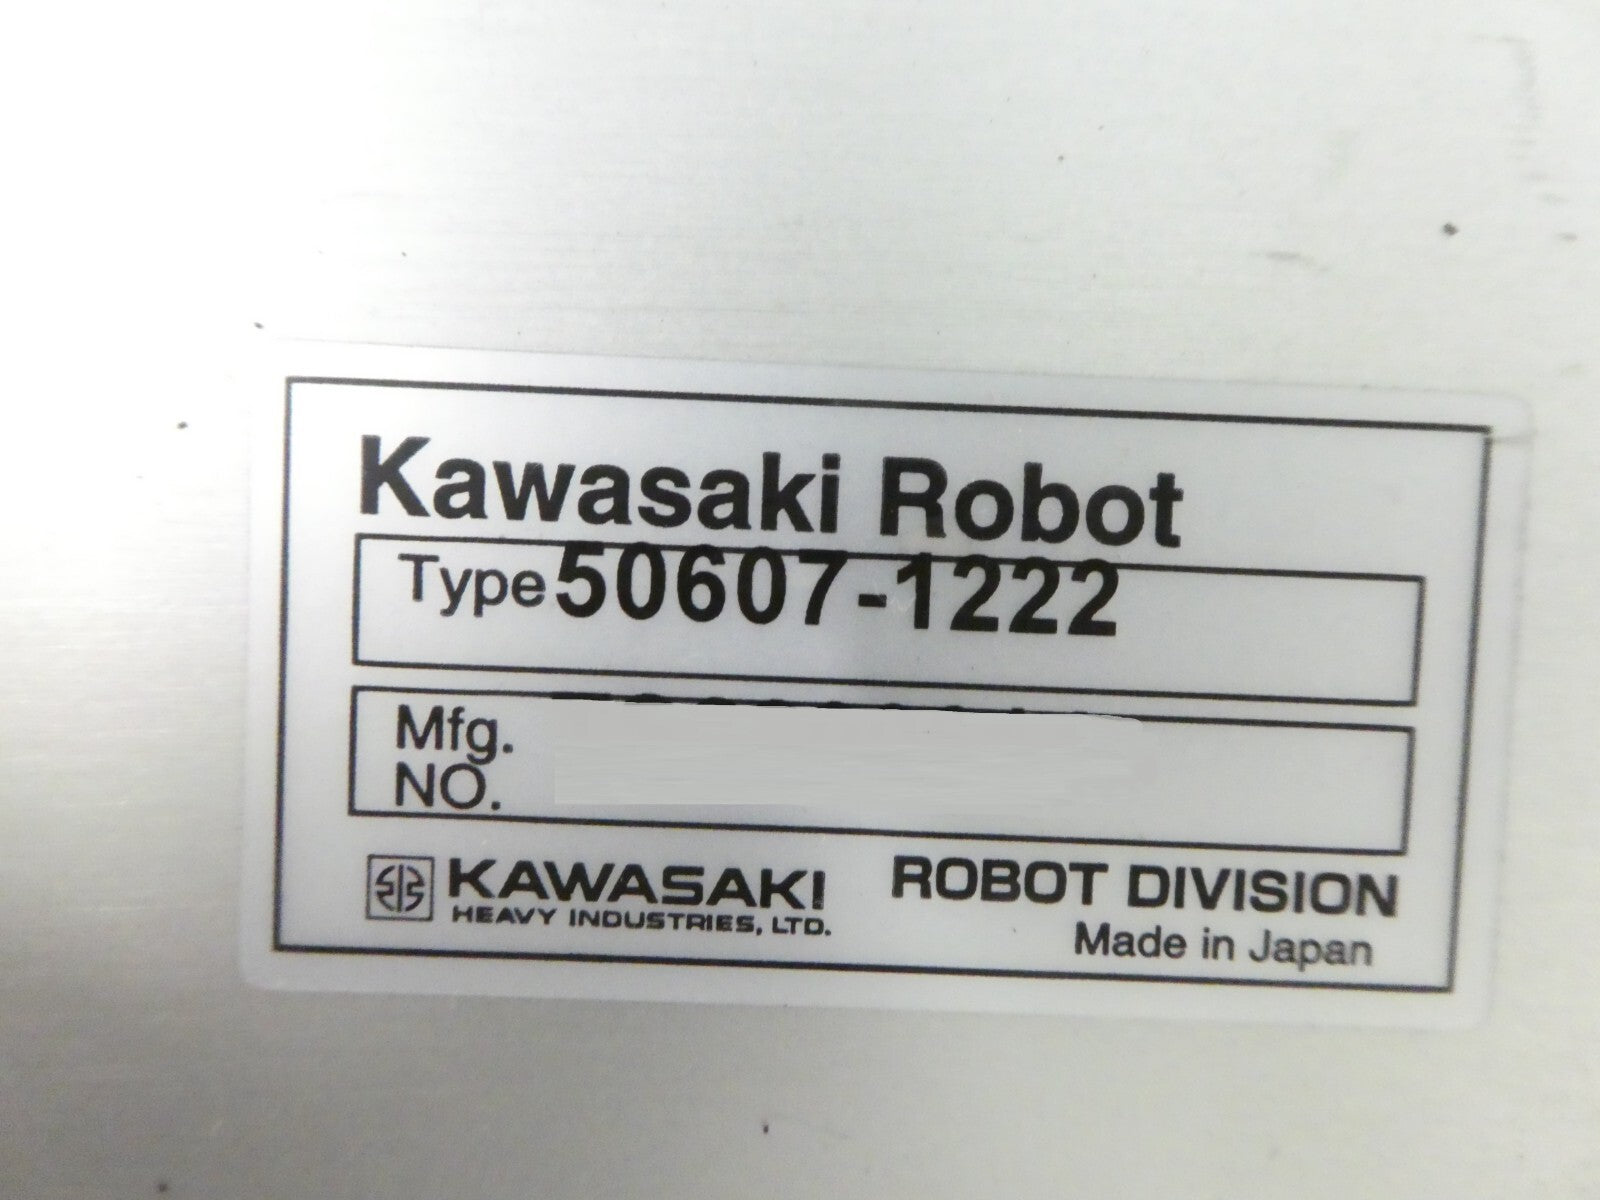 Kawasaki Robot
Type 50607-1222
Mfg.
NO.
KAWASAKI
HEAVY INDUSTRIES, LTD.
ROBOT DIVISION
Made in Japan